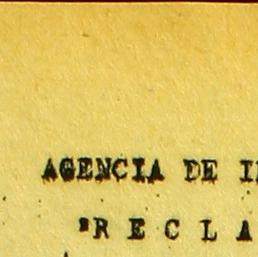 AGENCIA DE I
"R E C L A